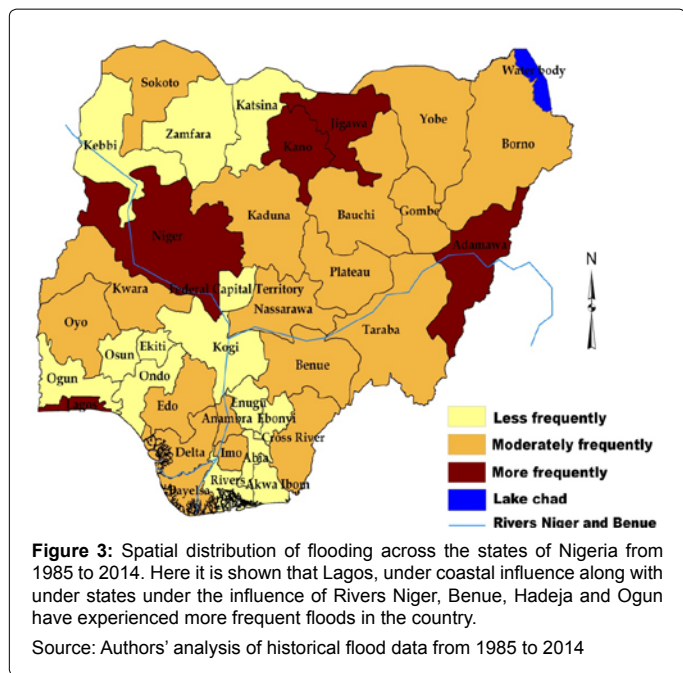 Water body
Sokoto
Katsina
Jigawa
Yobe
Kebbi
Zamfara
Kano
Borno
Kaduna
Bauchi
Gombe
Niger
Adamawa
Plateau
N
Federal Capital Territory
Kwara
Nassarawa
Oyo
Taraba
Osun
Ekiti
Kogi
Benue
Ogun
Ondo
Lagos
Edo
Enugu
Anambra
Ebonyi
Cross River
Delta
Imo
Abia
Rivers
Akwa Ibom
Bayelsa
Less frequently
Moderately frequently
More frequently
Lake chad
Rivers Niger and Benue
Figure 3: Spatial distribution of flooding across the states of Nigeria from
1985 to 2014. Here it is shown that Lagos, under coastal influence along with
under states under the influence of Rivers Niger, Benue, Hadeja and Ogun
have experienced more frequent floods in the country.
Source: Authors' analysis of historical flood data from 1985 to 2014